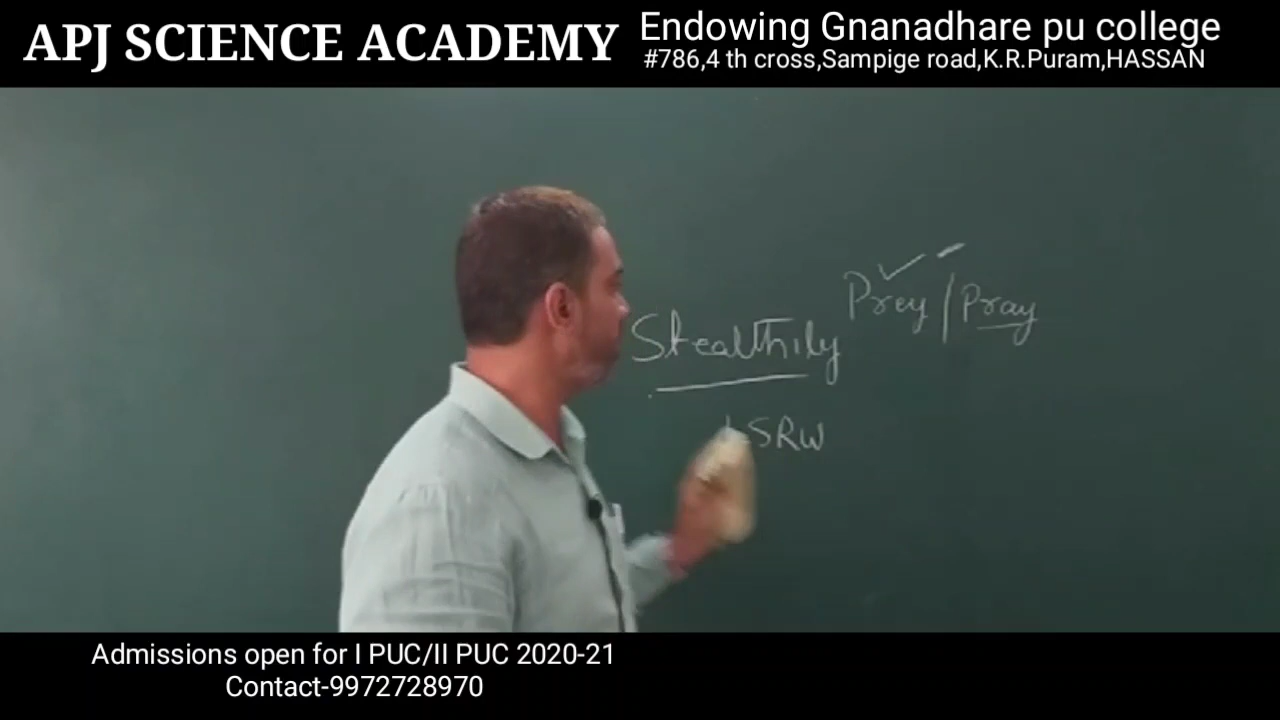 APJ SCIENCE ACADEMY
Endowing Gnanadhare pu college
#786,4 th cross,Sampige road,K.R.Puram,HASSAN
Prey / Pray
Stealthily
LSRW
Admissions open for I PUC/II PUC 2020-21
Contact-9972728970